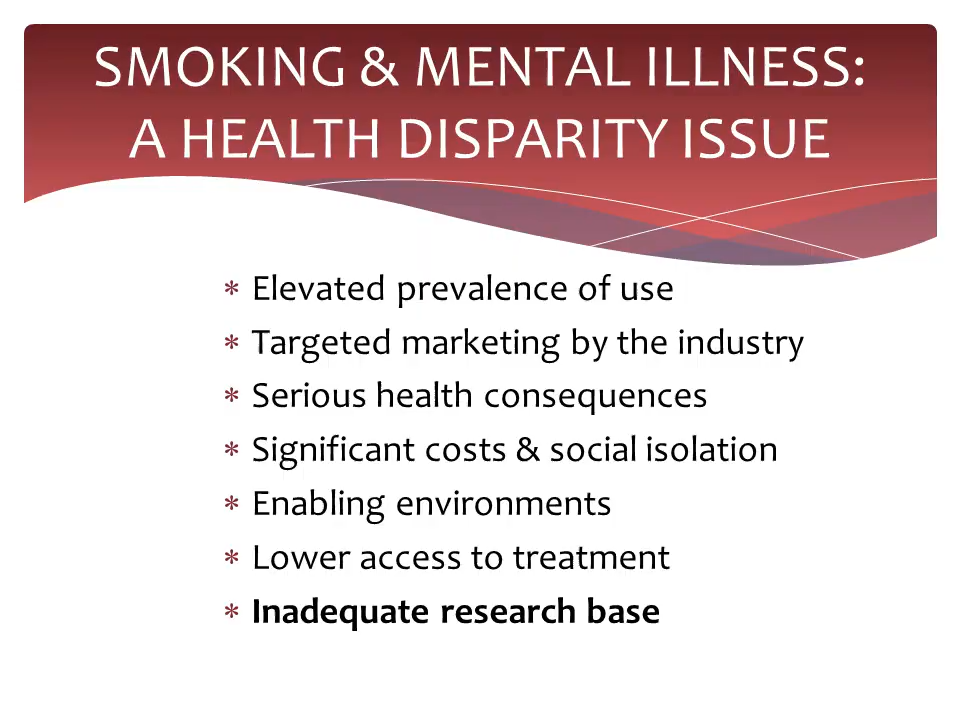 SMOKING & MENTAL ILLNESS:
A HEALTH DISPARITY ISSUE
* Elevated prevalence of use
* Targeted marketing by the industry
* Serious health consequences
* Significant costs & social isolation
* Enabling environments
* Lower access to treatment
* Inadequate research base